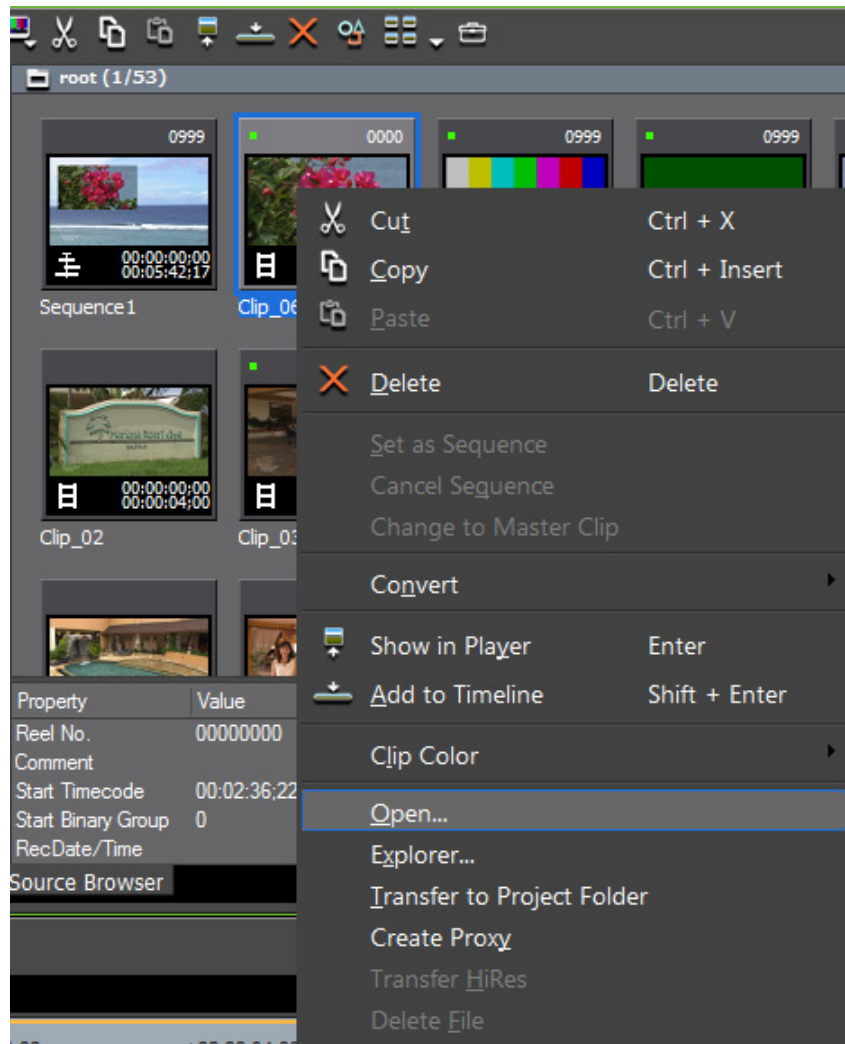 root (1/53)
0999
0000
0999
0999
00:00:00;00
00:05:42;17
Sequence1
Clip_06
00:00:00;00
00:00:04;00
Clip_02
Clip_03
Cut Ctrl + X
Copy Ctrl + Insert
Paste Ctrl + V
Delete Delete
Set as Sequence
Cancel Sequence
Change to Master Clip
Convert
Show in Player Enter
Add to Timeline Shift + Enter
Clip Color
Open...
Explorer...
Transfer to Project Folder
Create Proxy
Transfer HiRes
Delete File
Property Value
Reel No. 00000000
Comment
Start Timecode 00:02:36;22
Start Binary Group 0
RecDate/Time
Source Browser